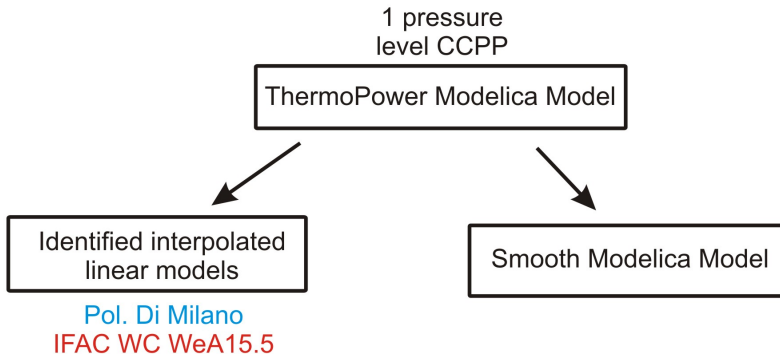 1 pressure
level CCPP
ThermoPower Modelica Model
Identified interpolated
linear models
Smooth Modelica Model
Pol. Di Milano
IFAC WC WeA15.5